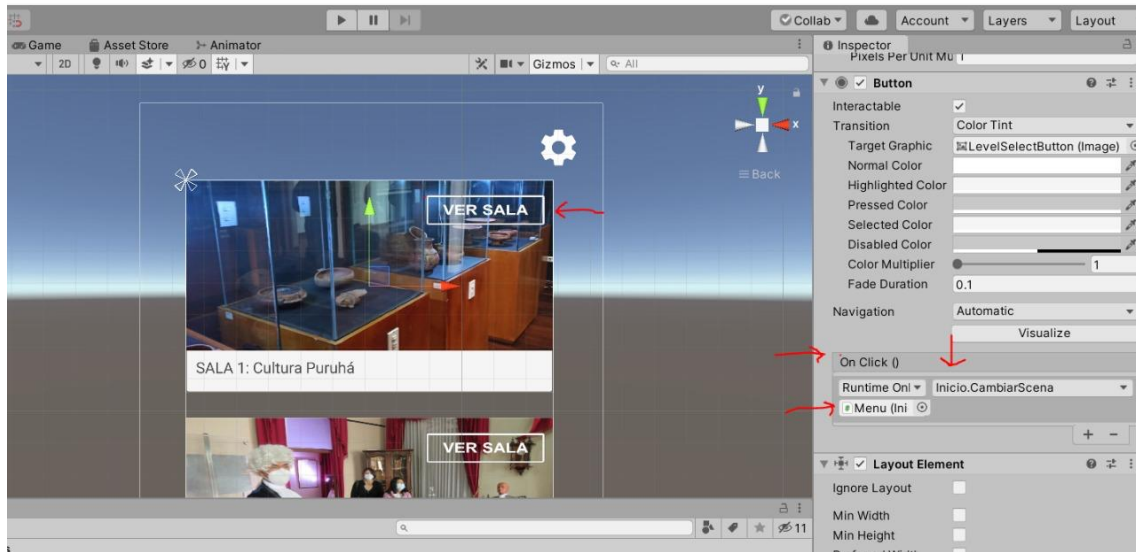 Collab
Account
Layers
Layout
Game
Asset Store
Animator
2D
0
Gizmos
All
y
x
Back
VER SALA
SALA 1: Cultura Puruhá
VER SALA
11
Inspector
Pixels Per Unit Mu 1
Button
Interactable
Transition Color Tint
Target Graphic LevelSelectButton (Image)
Normal Color
Highlighted Color
Pressed Color
Selected Color
Disabled Color
Color Multiplier 1
Fade Duration 0.1
Navigation Automatic
Visualize
On Click ()
Runtime Onl Inicio.CambiarScena
Menu (Ini
Layout Element
Ignore Layout
Min Width
Min Height